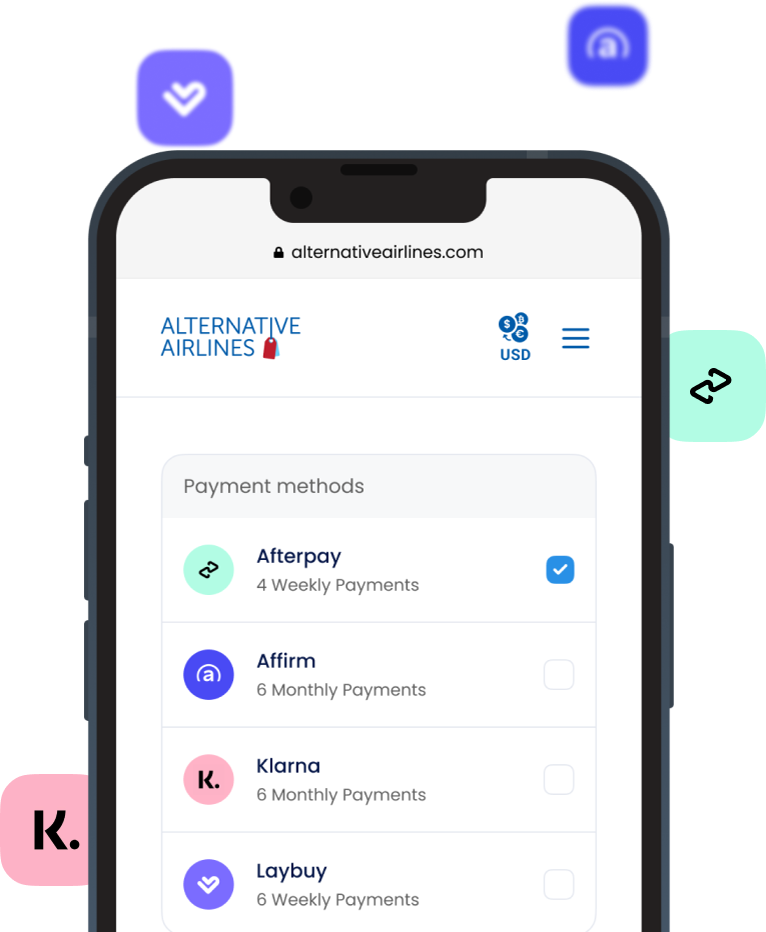 a
alternativeairlines.com
ALTERNATIVE
AIRLINES
$ B €
USD
Payment methods
Afterpay
4 Weekly Payments
a
Affirm
6 Monthly Payments
K.
Klarna
6 Monthly Payments
K.
Laybuy
6 Weekly Payments